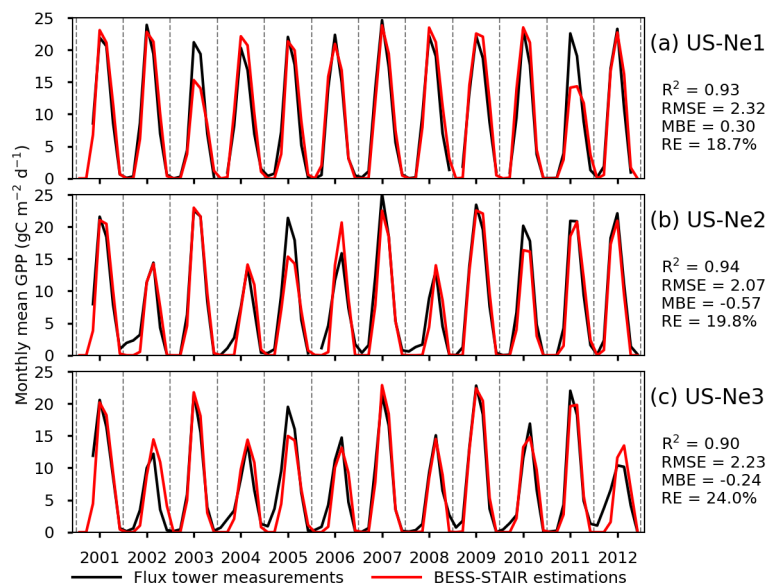 Monthly mean GPP (gC m⁻² d⁻¹)
25
20
15
10
5
0
(a) US-Ne1
R² = 0.93
RMSE = 2.32
MBE = 0.30
RE = 18.7%
25
20
15
10
5
0
(b) US-Ne2
R² = 0.94
RMSE = 2.07
MBE = -0.57
RE = 19.8%
25
20
15
10
5
0
(c) US-Ne3
R² = 0.90
RMSE = 2.23
MBE = -0.24
RE = 24.0%
2001 2002 2003 2004 2005 2006 2007 2008 2009 2010 2011 2012
Flux tower measurements BESS-STAIR estimations